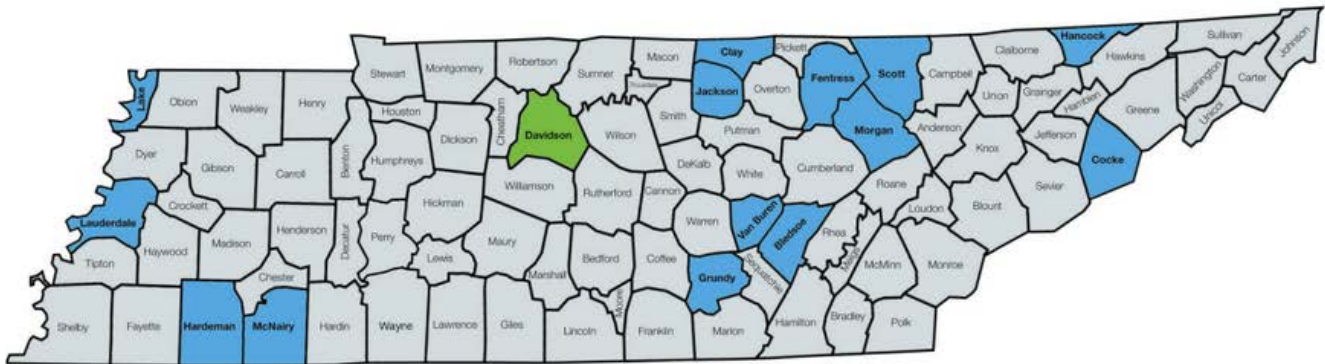 Lake
Obion
Weakley
Henry
Stewart
Montgomery
Robertson
Sumner
Macon
Trousdale
Clay
Pickett
Jackson
Overton
Fentress
Scott
Campbell
Claiborne
Hancock
Hawkins
Sullivan
Johnson
Washington
Carter
Unicoi
Greene
Hamblen
Grainger
Union
Jefferson
Cocke
Anderson
Knox
Sevier
Morgan
Cumberland
Putman
Smith
Wilson
Davidson
Cheatham
Dickson
Houston
Humphreys
Benton
Carroll
Gibson
Dyer
Crockett
Lauderdale
Haywood
Madison
Henderson
Decatur
Perry
Hickman
Lewis
Williamson
Maury
Rutherford
Cannon
DeKalb
White
Warren
Van Buren
Bledsoe
Rhea
Meigs
Roane
Loudon
Blount
Monroe
McMinn
Sequatchie
Grundy
Coffee
Bedford
Marshall
Moore
Tipton
Chester
Shelby
Fayette
Hardeman
McNairy
Hardin
Wayne
Lawrence
Giles
Lincoln
Franklin
Marion
Hamilton
Bradley
Polk